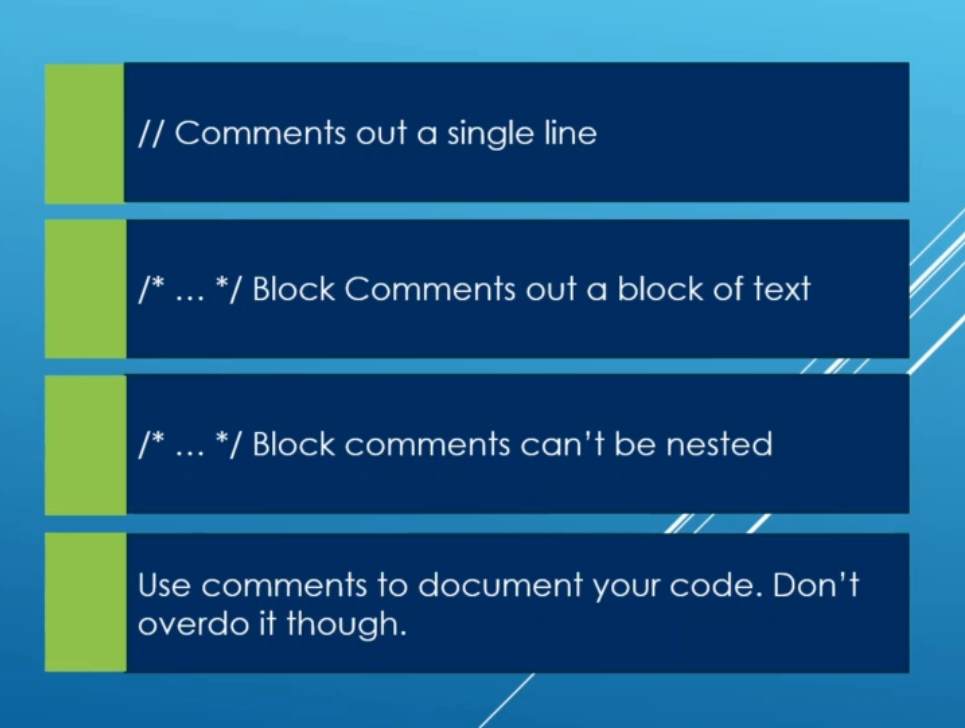 // Comments out a single line
/* ... */ Block Comments out a block of text
/* ... */ Block comments can't be nested
Use comments to document your code. Don't
overdo it though.